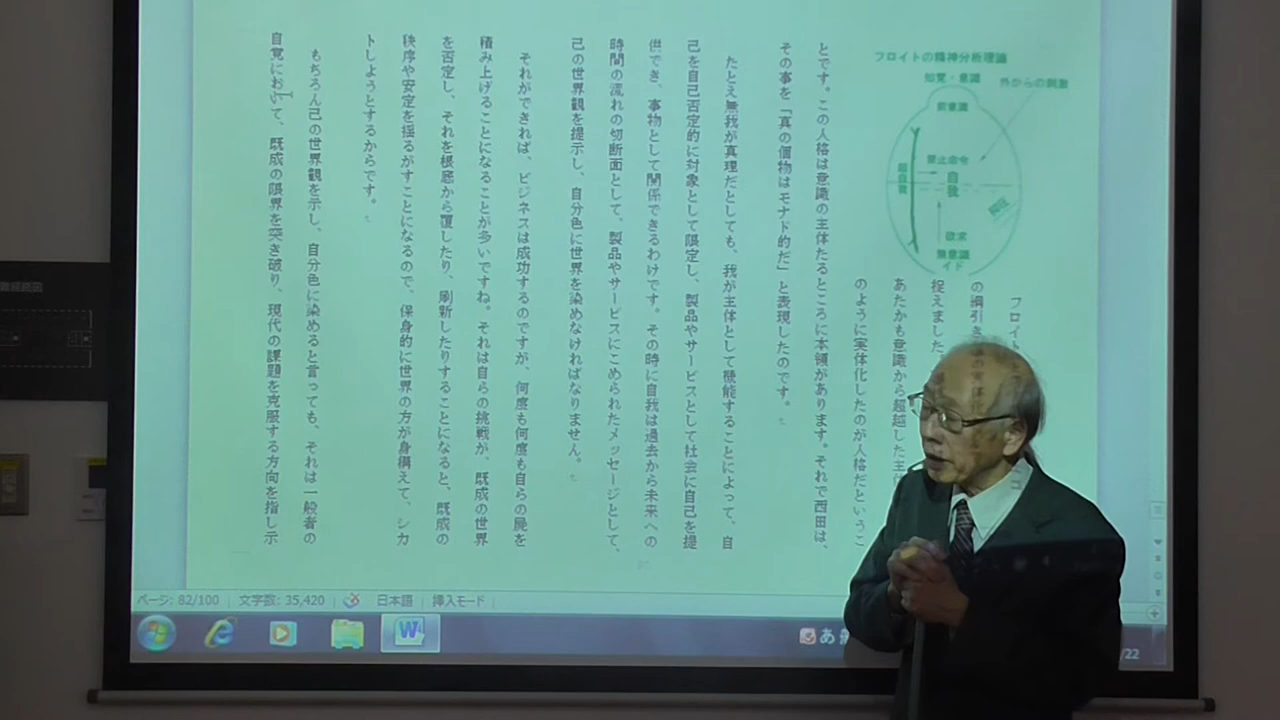 フロイトの精神分析理論
知覚・意識
外からの刺激
前意識
禁止命令
超自我
自我
抑圧
欲求
無意識
イド
フロイト
の綱引き
捉えました
あたかも意識から超越した主体
のように実体化したのが人格だというこ
とです。この人格は意識の主体たるところに本領があります。それで西田は、
その事を「真の個物はモナド的だ」と表現したのです。
たとえ無我が真理だとしても、我が主体として機能することによって、自
己を自己否定的に対象として限定し、製品やサービスとして社会に自己を提
供でき、事物として関係できるわけです。その時に自我は過去から未来への
時間の流れの切断面として、製品やサービスにこめられたメッセージとして、
己の世界観を提示し、自分色に世界を染めなければなりません。
それができれば、ビジネスは成功するのですが、何度も何度も自らの屍を
積み上げることになることが多いですね。それは自らの挑戦が、既成の世界
を否定し、それを根底から覆したり、刷新したりすることになると、既成の
秩序や安定を揺るがすことになるので、保身的に世界の方が身構えて、シカ
トしようとするからです。
もちろん己の世界観を示し、自分色に染めると言っても、それは一般者の
自覚において、既成の限界を突き破り、現代の課題を克服する方向を指し示
ページ: 82/100
文字数: 35,420
日本語
挿入モード
あ
/22